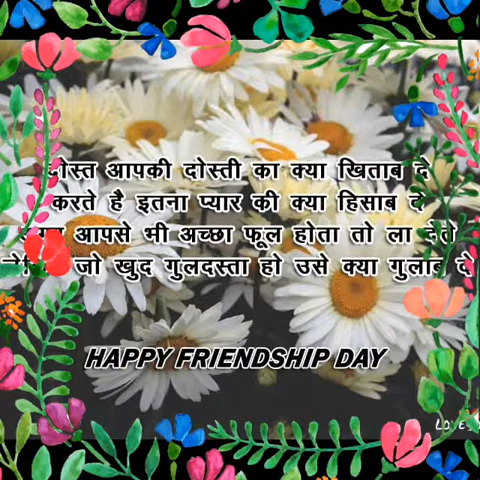 दोस्त आपकी दोस्ती का क्या खिताब दे
करते है इतना प्यार की क्या हिसाब दे
आपसे भी अच्छा फूल होता तो ला देते
जो खुद गुलदस्ता हो उसे क्या गुलाब दे
HAPPY FRIENDSHIP DAY